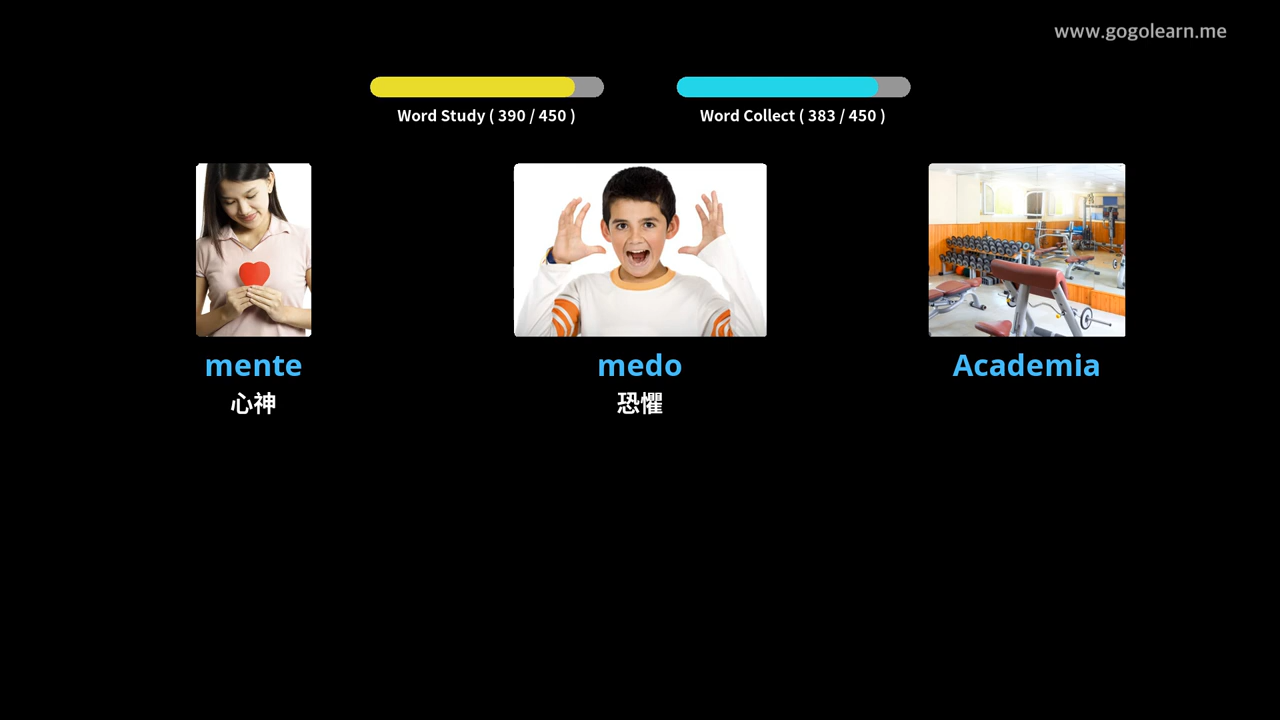 www.gogolearn.me
Word Study ( 390 / 450 )
Word Collect ( 383 / 450 )
mente
medo
Academia
心神
恐懼